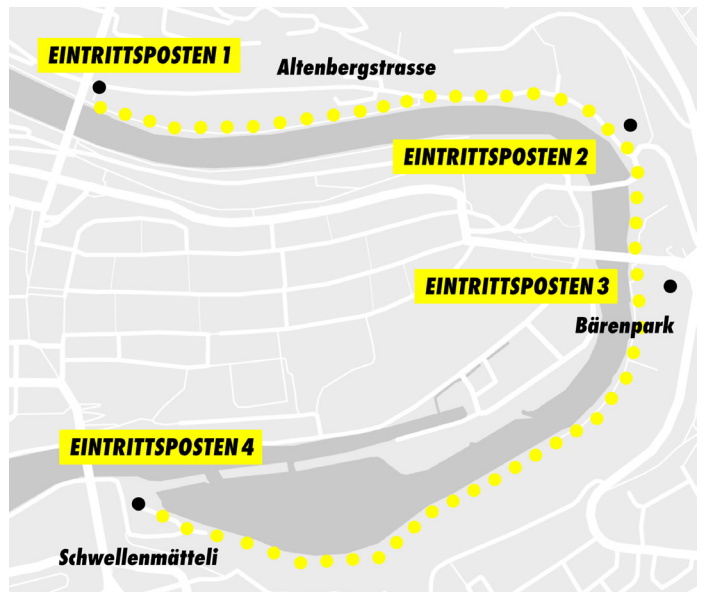 EINTRITTSPOSTEN 1
Altenbergstrasse
EINTRITTSPOSTEN 2
EINTRITTSPOSTEN 3
Bärenpark
EINTRITTSPOSTEN 4
Schwellenmätteli